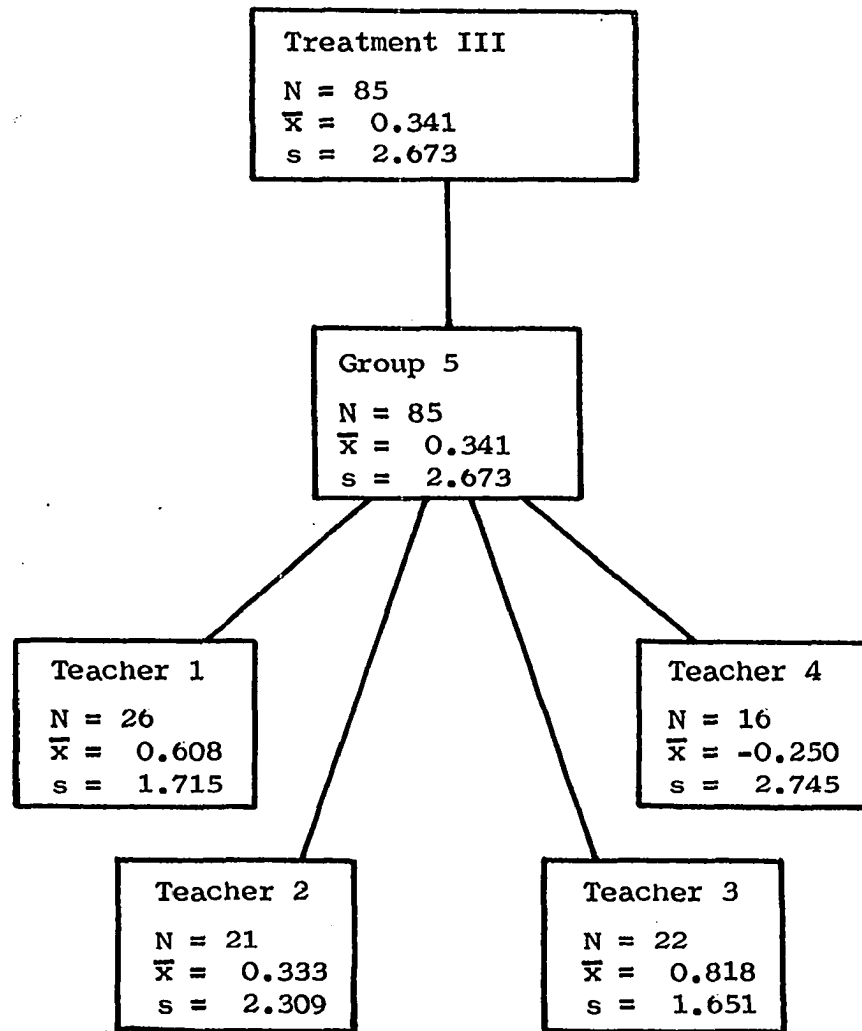 Treatment III
N = 85
x̅ = 0.341
s = 2.673
Group 5
N = 85
x̅ = 0.341
s = 2.673
Teacher 1
N = 26
x̅ = 0.608
s = 1.715
Teacher 2
N = 21
x̅ = 0.333
s = 2.309
Teacher 3
N = 22
x̅ = 0.818
s = 1.651
Teacher 4
N = 16
x̅ = -0.250
s = 2.745